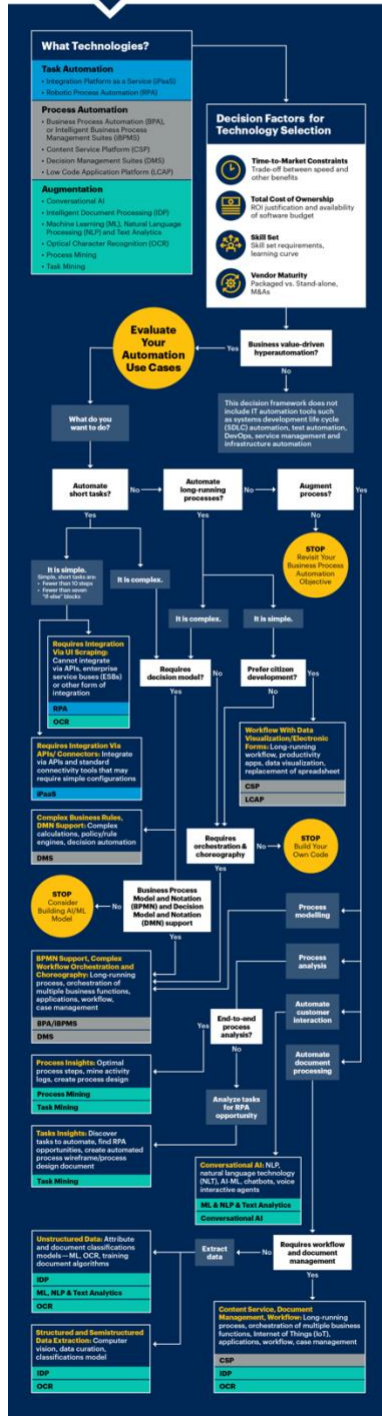 What Technologies?
Task Automation
• Integration Platform as a Service (iPaaS)
• Robotic Process Automation (RPA)
Process Automation
• Business Process Automation (BPA),
or Intelligent Business Process
Management Suites (iBPMS)
• Content Service Platform (CSP)
• Decision Management Suites (DMS)
• Low Code Application Platform (LCAP)
Augmentation
• Conversational AI
• Intelligent Document Processing (IDP)
• Machine Learning (ML), Natural Language
Processing (NLP) and Text Analytics
• Optical Character Recognition (OCR)
• Process Mining
• Task Mining
Decision Factors for
Technology Selection
Time-to-Market Constraints
Trade-off between speed and
other benefits
Total Cost of Ownership
ROI justification and availability
of software budget
Skill Set
Skill set requirements,
learning curve
Vendor Maturity
Packaged vs. Stand-alone,
M&As
Evaluate
Your
Automation
Use Cases
Yes
Business value-driven
hyperautomation?
No
This decision framework does not
include IT automation tools such
as systems development life cycle
(SDLC) automation, test automation,
DevOps, service management and
infrastructure automation
What do you
want to do?
Automate
short tasks?
No
Automate
long-running
processes?
No
Augment
process?
Yes
Yes
No
Yes
STOP
Revisit Your
Business Process
Automation
Objective
It is simple.
Simple, short tasks are:
• Fewer than 10 steps
• Fewer than seven
"if-else" blocks
It is complex.
It is complex.
It is simple.
Requires Integration
Via UI Scraping:
Cannot integrate
via APIs, enterprise
service buses (ESBs)
or other form of
integration
RPA
OCR
Requires
decision model?
No
Prefer citizen
development?
Yes
No
Yes
Workflow With Data
Visualization/Electronic
Forms: Long-running
workflow, productivity
apps, data visualization,
replacement of spreadsheet
CSP
LCAP
Requires Integration Via
APIs/ Connectors: Integrate
via APIs and standard
connectivity tools that may
require simple configurations
iPaaS
Complex Business Rules,
DMN Support: Complex
calculations, policy/rule
engines, decision automation
DMS
Requires
orchestration &
choreography
No
STOP
Build Your
Own Code
Yes
STOP
Consider
Building AI/ML
Model
No
Business Process
Model and Notation
(BPMN) and Decision
Model and Notation
(DMN) support
Yes
Process
modelling
BPMN Support, Complex
Workflow Orchestration and
Choreography: Long-running
process, orchestration of
multiple business functions,
applications, workflow,
case management
BPA/iBPMS
DMS
Process
analysis
Automate
customer
interaction
Yes
End-to-end
process
analysis?
No
Automate
document
processing
Process Insights: Optimal
process steps, mine activity
logs, create process design
Process Mining
Task Mining
Analyze tasks
for RPA
opportunity
Tasks Insights: Discover
tasks to automate, find RPA
opportunities, create automated
process wireframe/process
design document
Task Mining
Conversational AI: NLP,
natural language technology
(NLT), AI-ML, chatbots, voice
interactive agents
ML & NLP & Text Analytics
Conversational AI
Unstructured Data: Attribute
and document classifications
models—ML, OCR, training
document algorithms
iDP
ML, NLP & Text Analytics
OCR
Extract
data
No
Requires workflow
and document
management
Yes
Structured and Semistructured
Data Extraction: Computer
vision, data curation,
classifications model
IDP
OCR
Content Service, Document
Management, Workflow: Long-running
process, orchestration of multiple business
functions, Internet of Things (IoT),
applications, workflow, case management
CSP
iDP
OCR